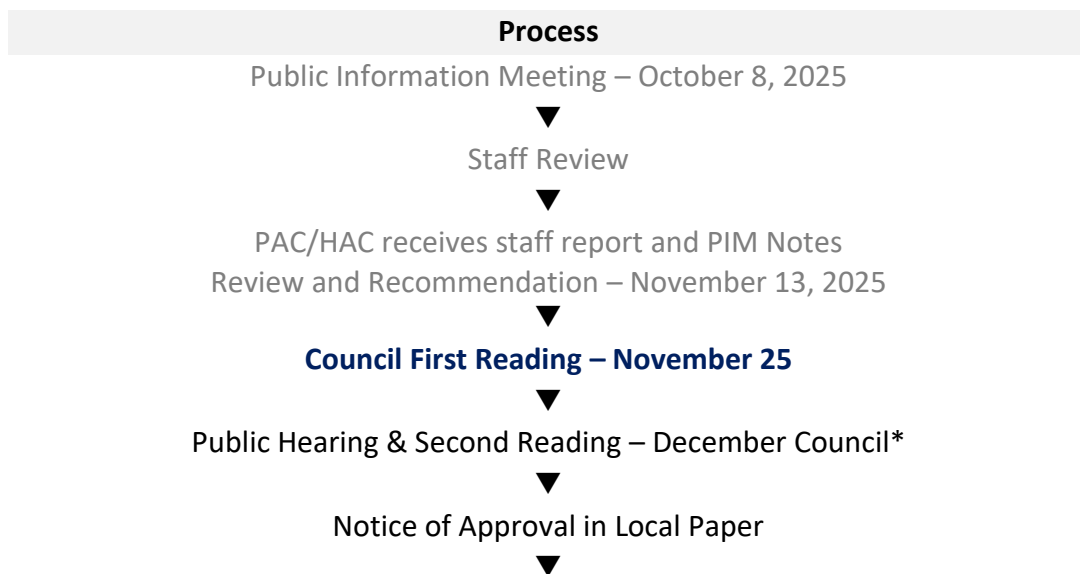 Process
Public Information Meeting – October 8, 2025
Staff Review
PAC/HAC receives staff report and PIM Notes
Review and Recommendation – November 13, 2025
Council First Reading – November 25
Public Hearing & Second Reading – December Council*
Notice of Approval in Local Paper